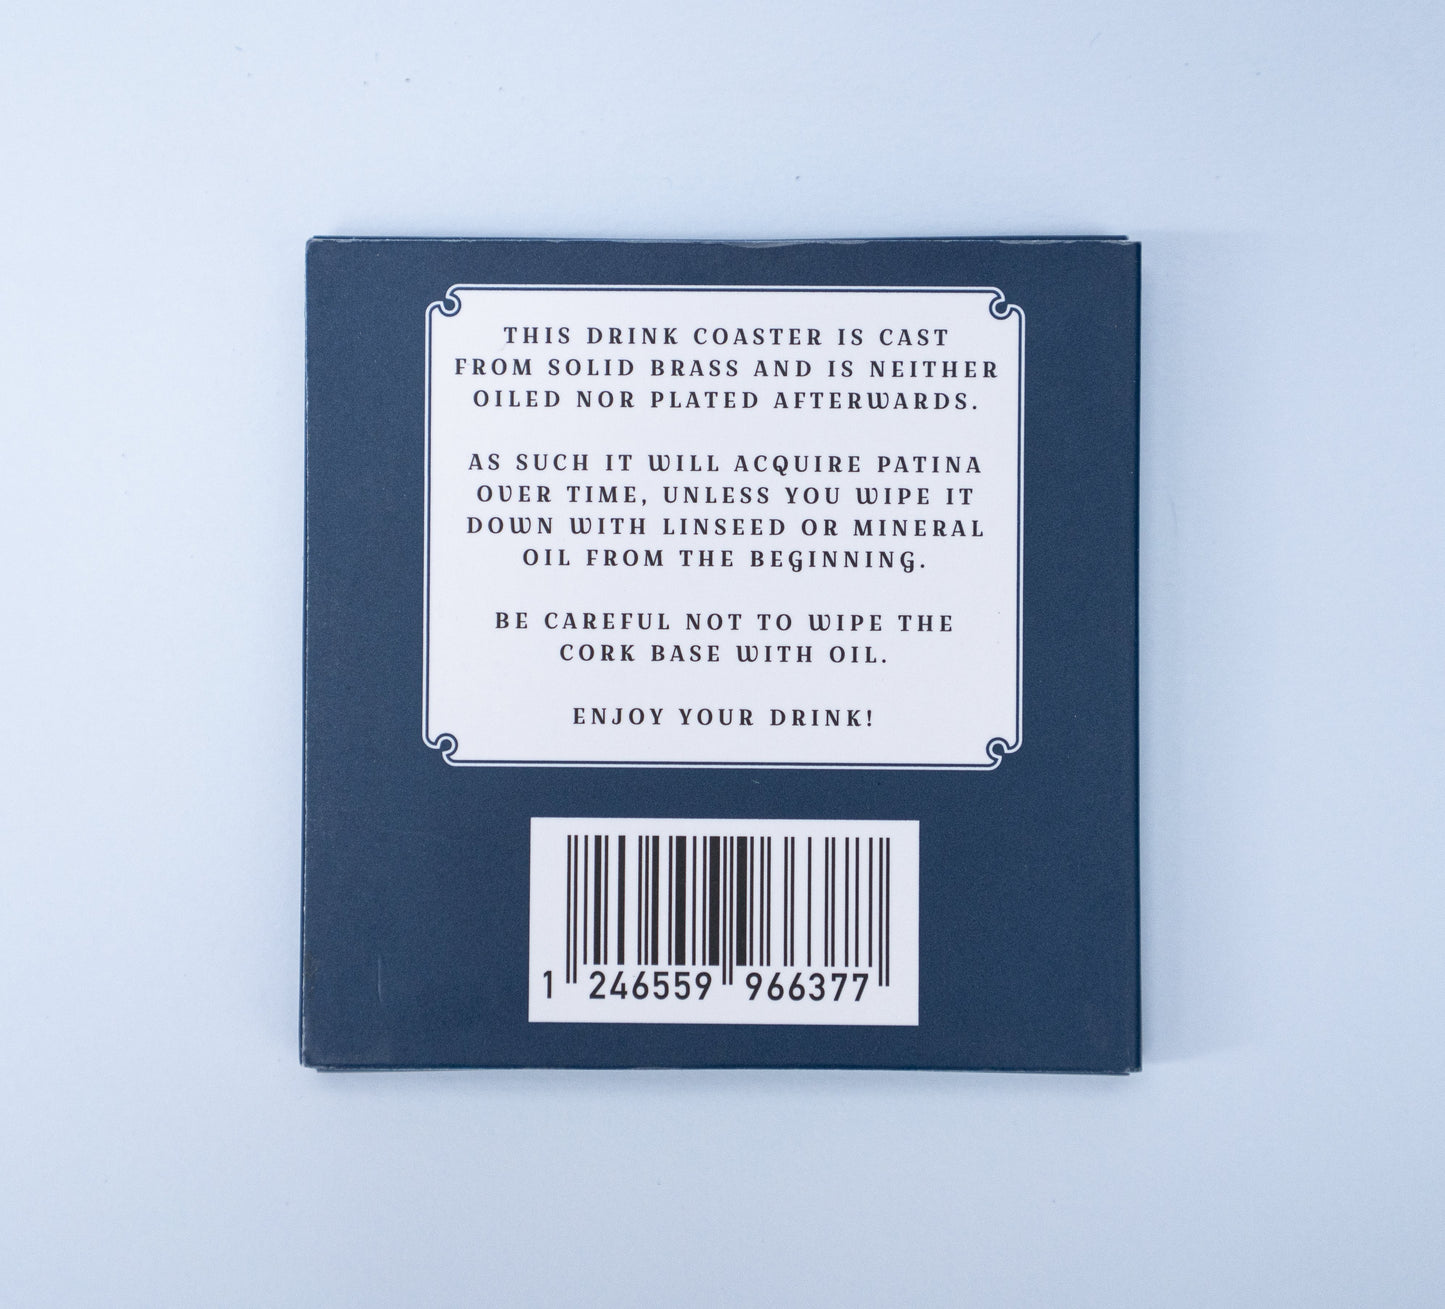 THIS DRINK COASTER IS CAST
FROM SOLID BRASS AND IS NEITHER
OILED NOR PLATED AFTERWARDS.
AS SUCH IT WILL ACQUIRE PATINA
OVER TIME, UNLESS YOU WIPE IT
DOWN WITH LINSEED OR MINERAL
OIL FROM THE BEGINNING.
BE CAREFUL NOT TO WIPE THE
CORK BASE WITH OIL.
ENJOY YOUR DRINK!
1 246559 966377